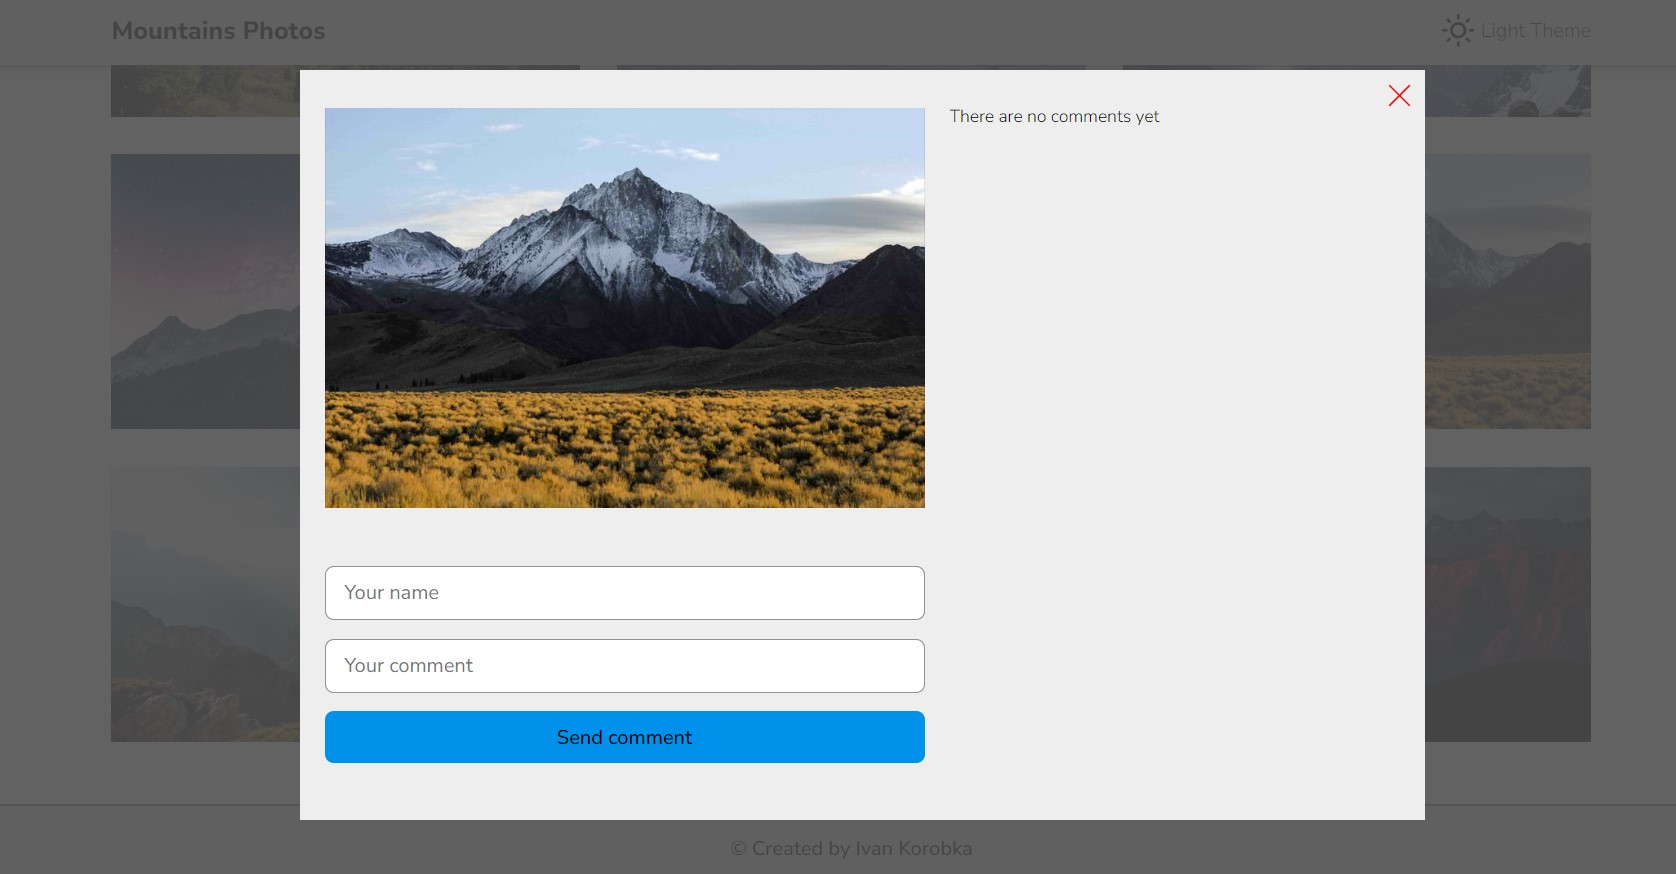 Mountains Photos
Light Theme
There are no comments yet
Your name
Your comment
Send comment
© Created by Ivan Korobka